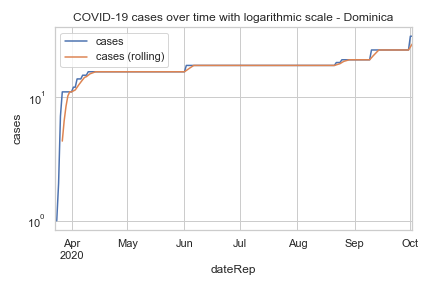 COVID-19 cases over time with logarithmic scale - Dominica
cases
cases (rolling)
10¹
10⁰
cases
Apr May Jun Jul Aug Sep Oct
2020
dateRep